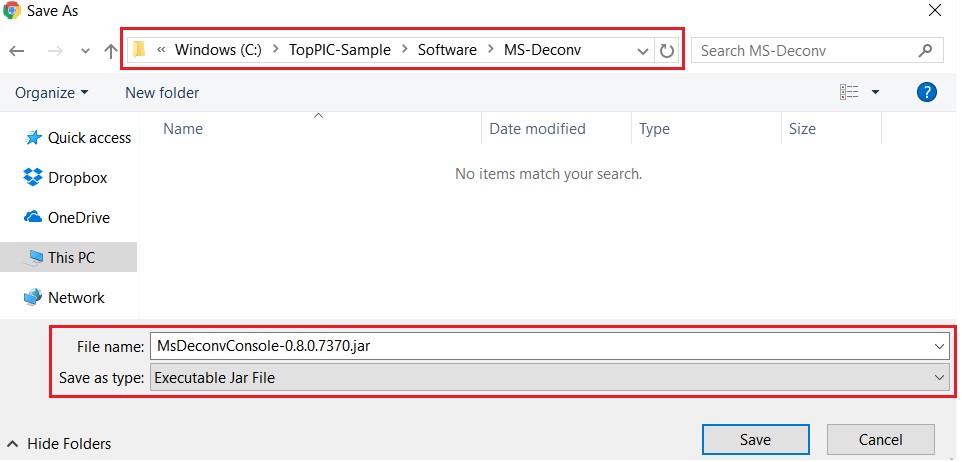 Save As
« Windows (C:) > TopPIC-Sample > Software > MS-Deconv
Search MS-Deconv
Organize
New folder
?
Name
Date modified
Type
Size
Quick access
No items match your search.
Dropbox
OneDrive
This PC
Network
File name: MsDeconvConsole-0.8.0.7370.jar
Save as type: Executable Jar File
Hide Folders
Save
Cancel